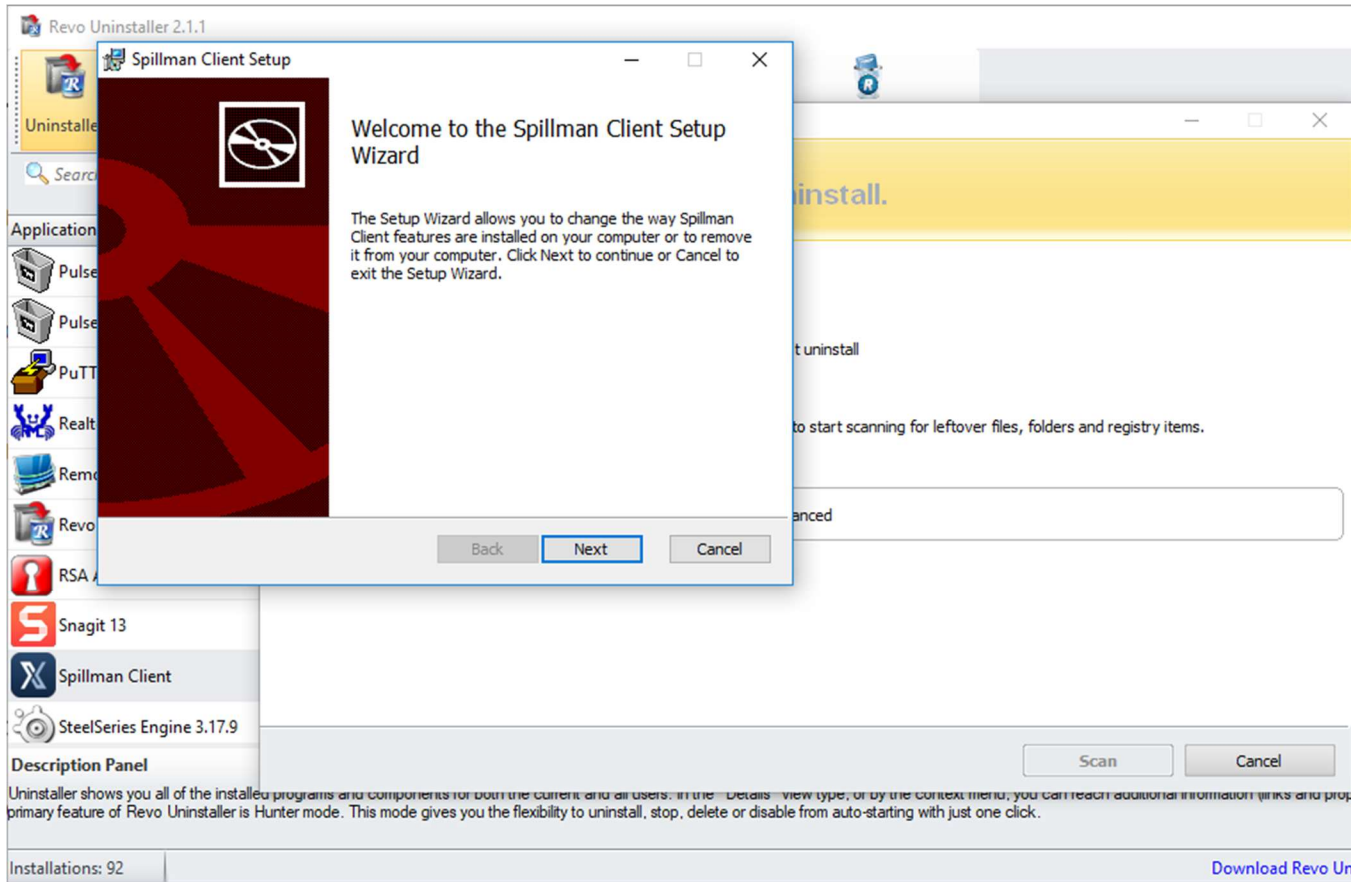 Revo Uninstaller 2.1.1
Spillman Client Setup
Welcome to the Spillman Client Setup
Wizard
The Setup Wizard allows you to change the way Spillman
Client features are installed on your computer or to remove
it from your computer. Click Next to continue or Cancel to
exit the Setup Wizard.
Back
Next
Cancel
Uninstalle
Searc
Application
Pulse
Pulse
PuTT
Realt
Remo
Revo
RSA
Snagit 13
Spillman Client
SteelSeries Engine 3.17.9
install.
t uninstall
to start scanning for leftover files, folders and registry items.
anced
Scan
Cancel
Description Panel
Uninstaller shows you all of the installed programs and components for both the current and all users. In the "Details" view type, or by the context menu, you can reach additional information (links and prop
primary feature of Revo Uninstaller is Hunter mode. This mode gives you the flexibility to uninstall, stop, delete or disable from auto-starting with just one click.
Installations: 92
Download Revo Un